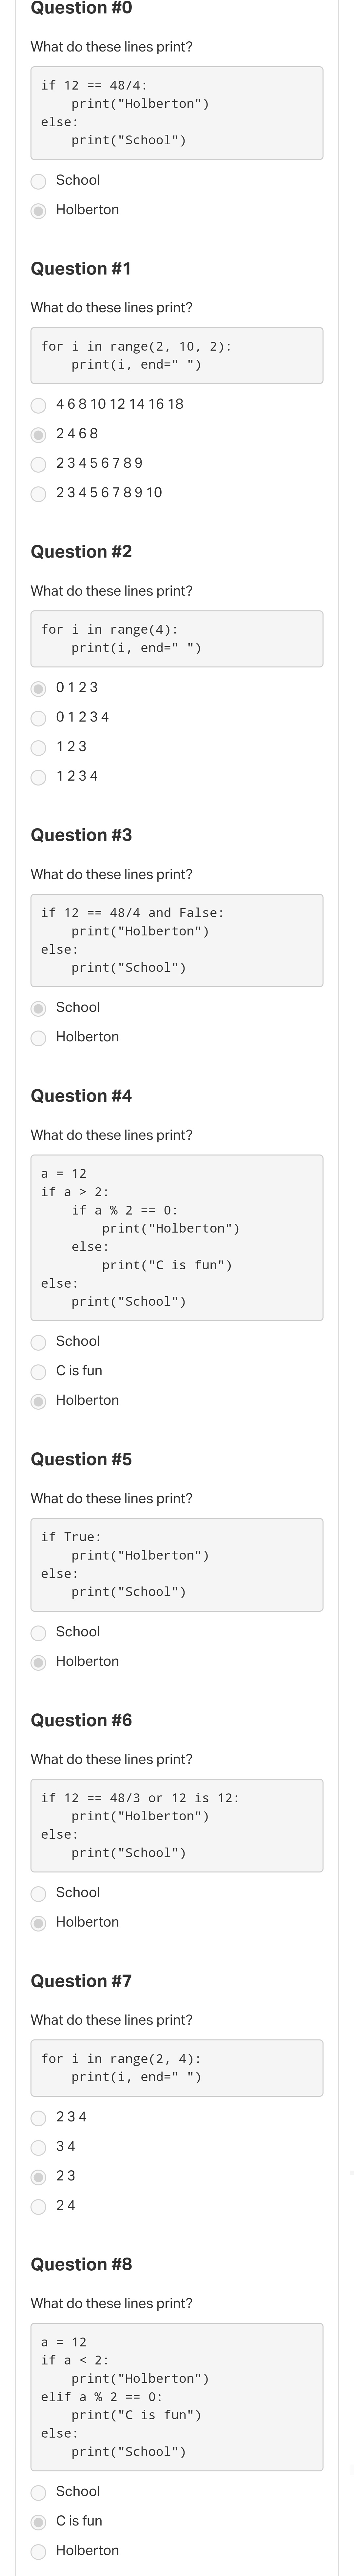 Question #0
What do these lines print?
if 12 == 48/4:
    print("Holberton")
else:
    print("School")
School
Holberton
Question #1
What do these lines print?
for i in range(2, 10, 2):
    print(i, end=" ")
4 6 8 10 12 14 16 18
2 4 6 8
2 3 4 5 6 7 8 9
2 3 4 5 6 7 8 9 10
Question #2
What do these lines print?
for i in range(4):
    print(i, end=" ")
0 1 2 3
0 1 2 3 4
1 2 3
1 2 3 4
Question #3
What do these lines print?
if 12 == 48/4 and False:
    print("Holberton")
else:
    print("School")
School
Holberton
Question #4
What do these lines print?
a = 12
if a > 2:
    if a % 2 == 0:
        print("Holberton")
    else:
        print("C is fun")
else:
    print("School")
School
C is fun
Holberton
Question #5
What do these lines print?
if True:
    print("Holberton")
else:
    print("School")
School
Holberton
Question #6
What do these lines print?
if 12 == 48/3 or 12 is 12:
    print("Holberton")
else:
    print("School")
School
Holberton
Question #7
What do these lines print?
for i in range(2, 4):
    print(i, end=" ")
2 3 4
3 4
2 3
2 4
Question #8
What do these lines print?
a = 12
if a < 2:
    print("Holberton")
elif a % 2 == 0:
    print("C is fun")
else:
    print("School")
School
C is fun
Holberton